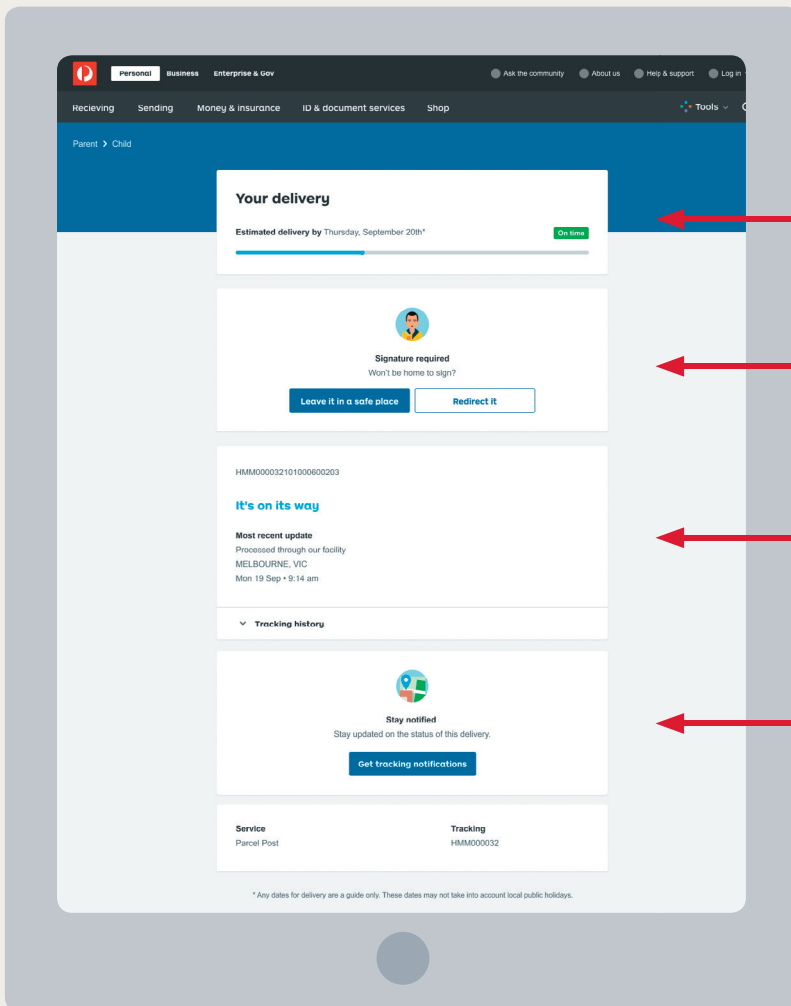 Personal Business Enterprise & Gov Ask the community About us Help & support Log in
Recieving Sending Money & insurance ID & document services Shop Tools
Parent > Child
Your delivery
Estimated delivery by Thursday, September 20th* On time
Signature required
Won't be home to sign?
Leave it in a safe place Redirect it
HMM000032101000600203
It's on its way
Most recent update
Processed through our facility
MELBOURNE, VIC
Mon 19 Sep • 9:14 am
Tracking history
Stay notified
Stay updated on the status of this delivery.
Get tracking notifications
Service Tracking
Parcel Post HMM000032
* Any dates for delivery are a guide only. These dates may not take into account local public holidays.